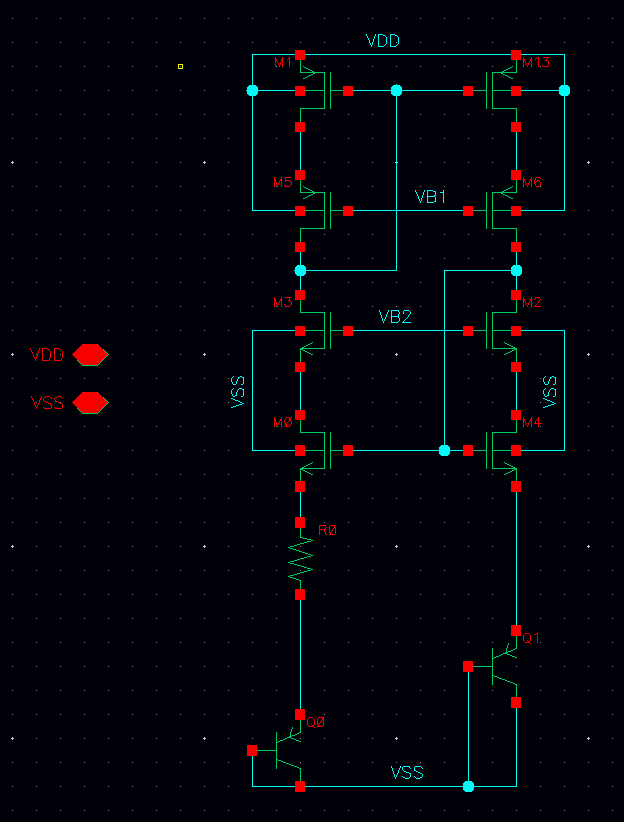 VDD
M1 M13
M5 VB1 M6
M3 VB2 M2
VDD
VSS VSS VSS
M0 M4
R0
Q1
Q0
VSS